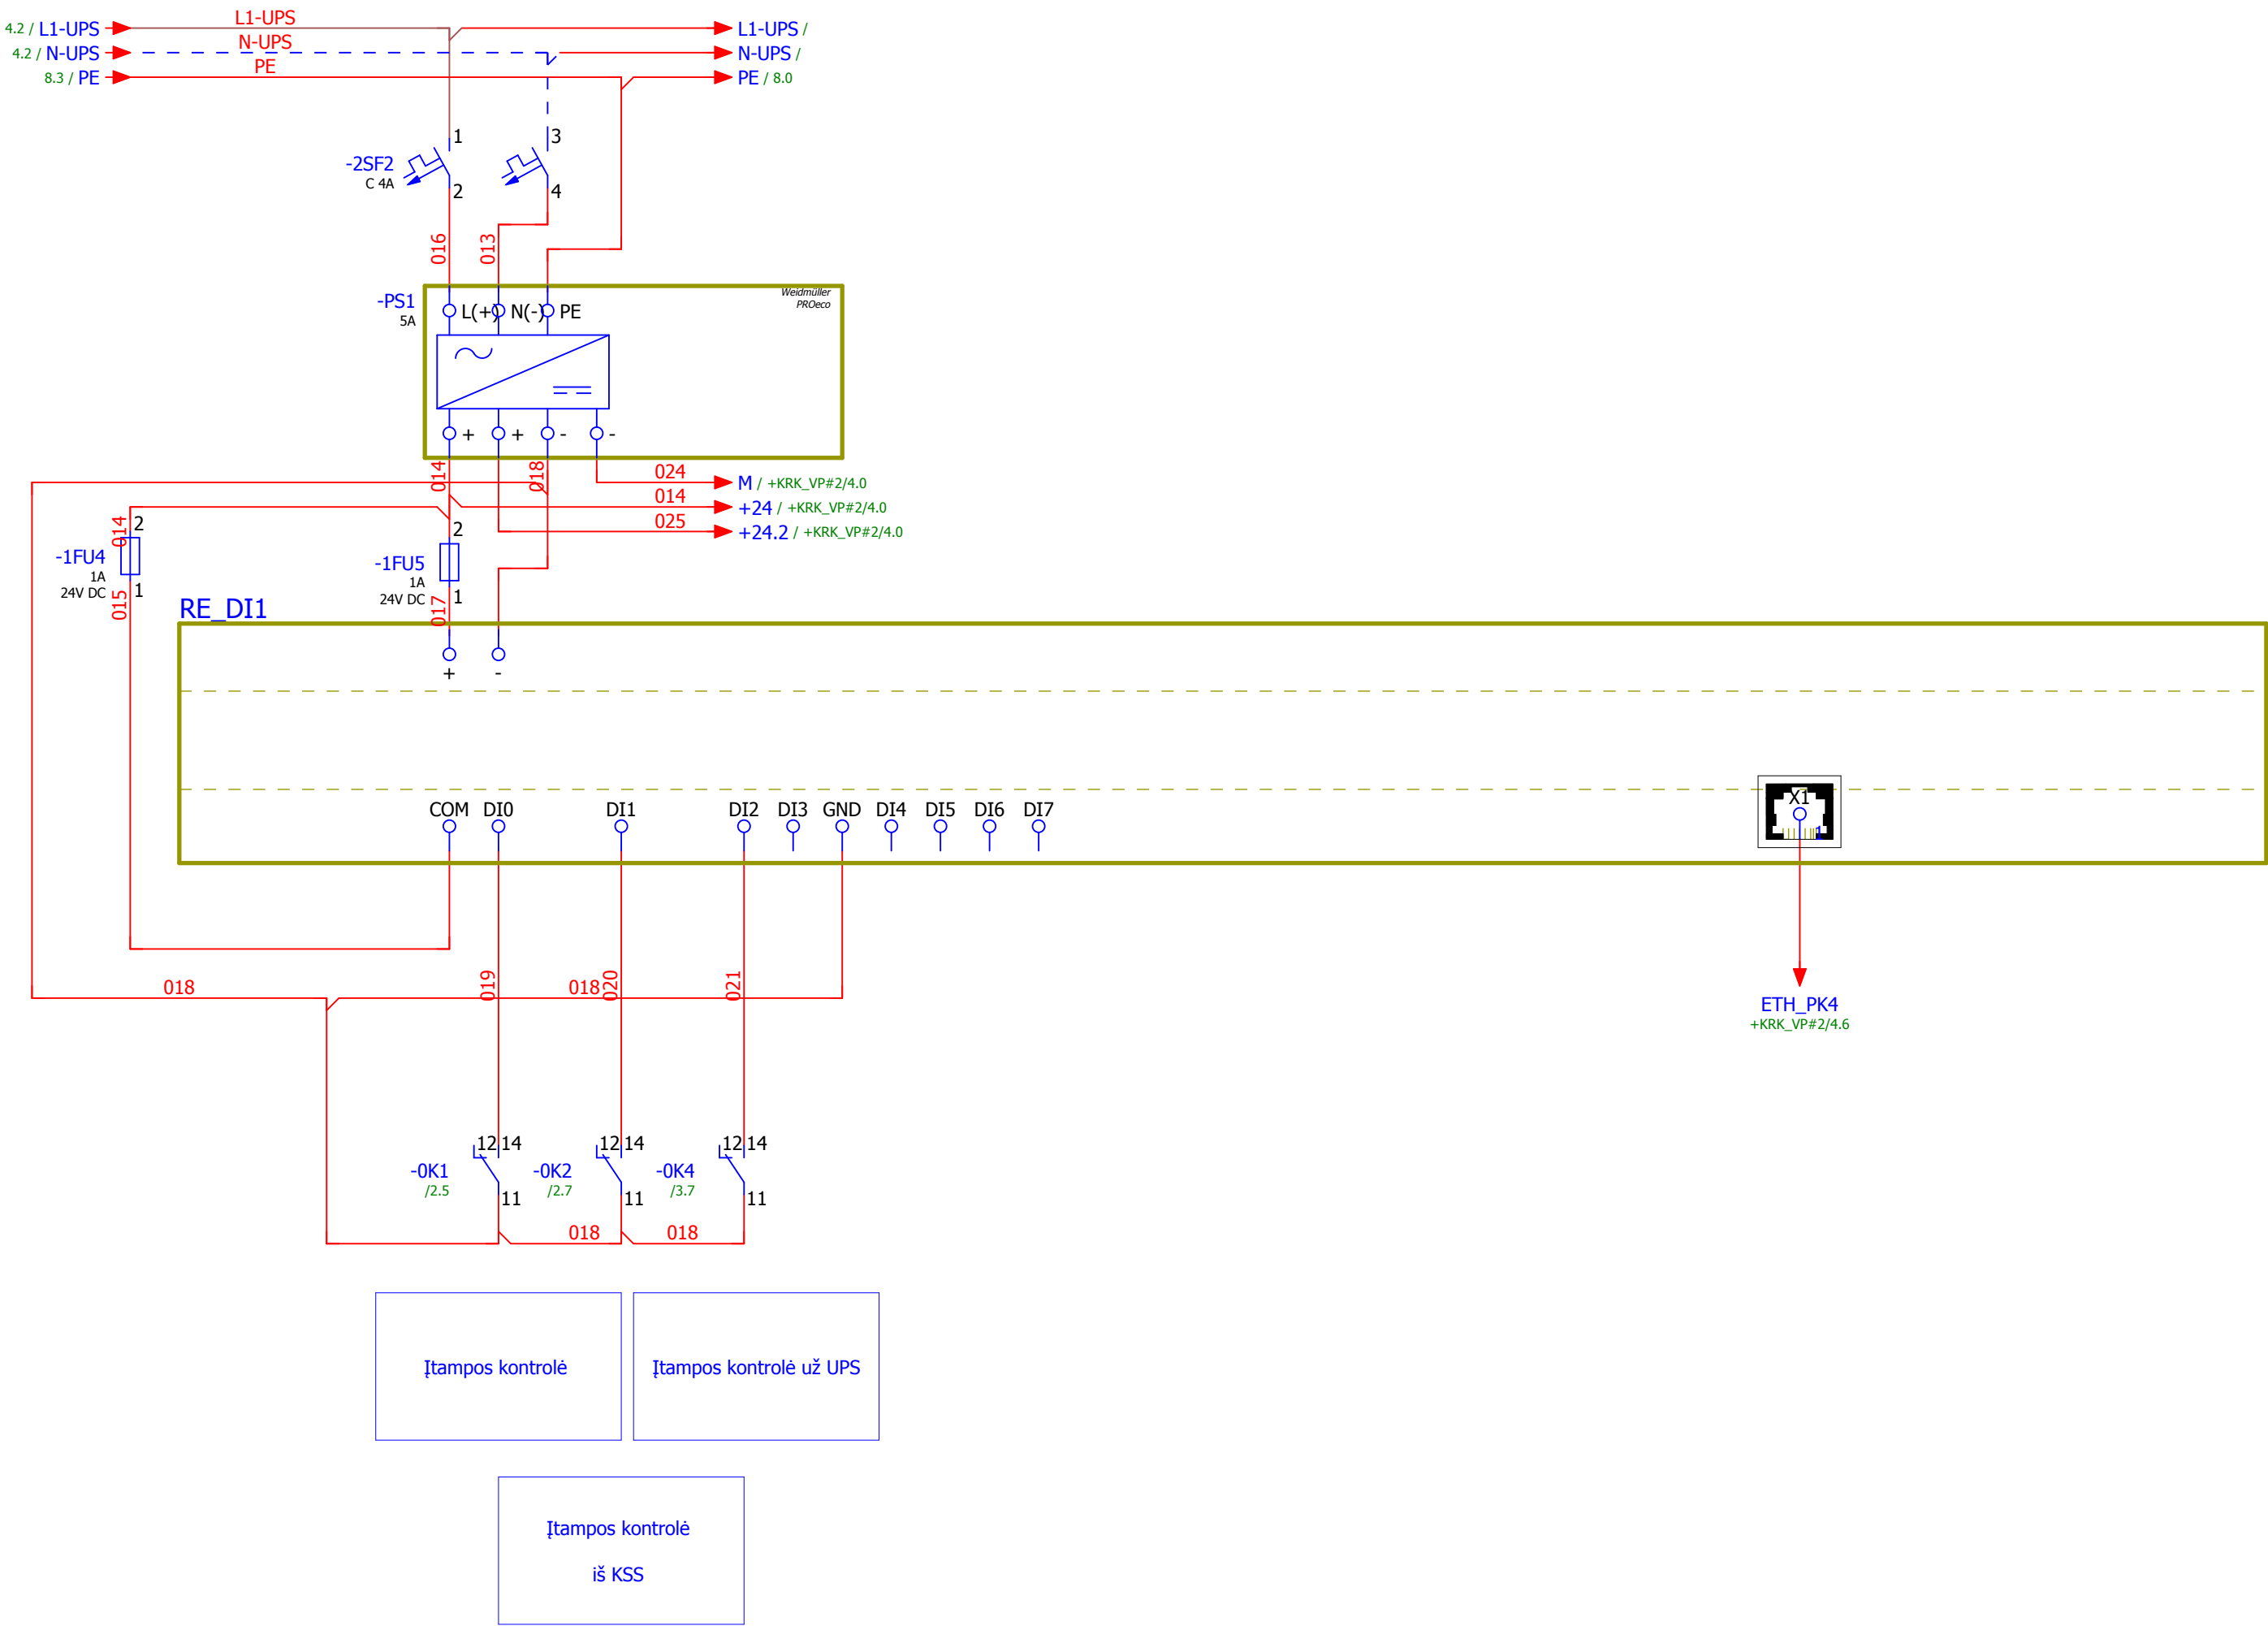 4.2 / L1-UPS
L1-UPS
L1-UPS /
4.2 / N-UPS
N-UPS
N-UPS /
8.3 / PE
PE
PE / 8.0
1
3
-2SF2
C 4A
2
4
016
013
-PS1
5A
L(+)
N(-)
PE
Weidmüller
PROeco
+
+
-
-
014
018
024
M / +KRK_VP#2/4.0
014
+24 / +KRK_VP#2/4.0
025
+24.2 / +KRK_VP#2/4.0
014
2
-1FU4
1A
24V DC
1
015
2
-1FU5
1A
24V DC
1
017
RE_DI1
+
-
COM
DI0
DI1
DI2
DI3
GND
DI4
DI5
DI6
DI7
X1
1
018
019
018
020
021
ETH_PK4
+KRK_VP#2/4.6
12
14
12
14
12
14
-0K1
/2.5
-0K2
/2.7
-0K4
/3.7
11
11
11
018
018
Įtampos kontrolė
Įtampos kontrolė už UPS
Įtampos kontrolė
iš KSS